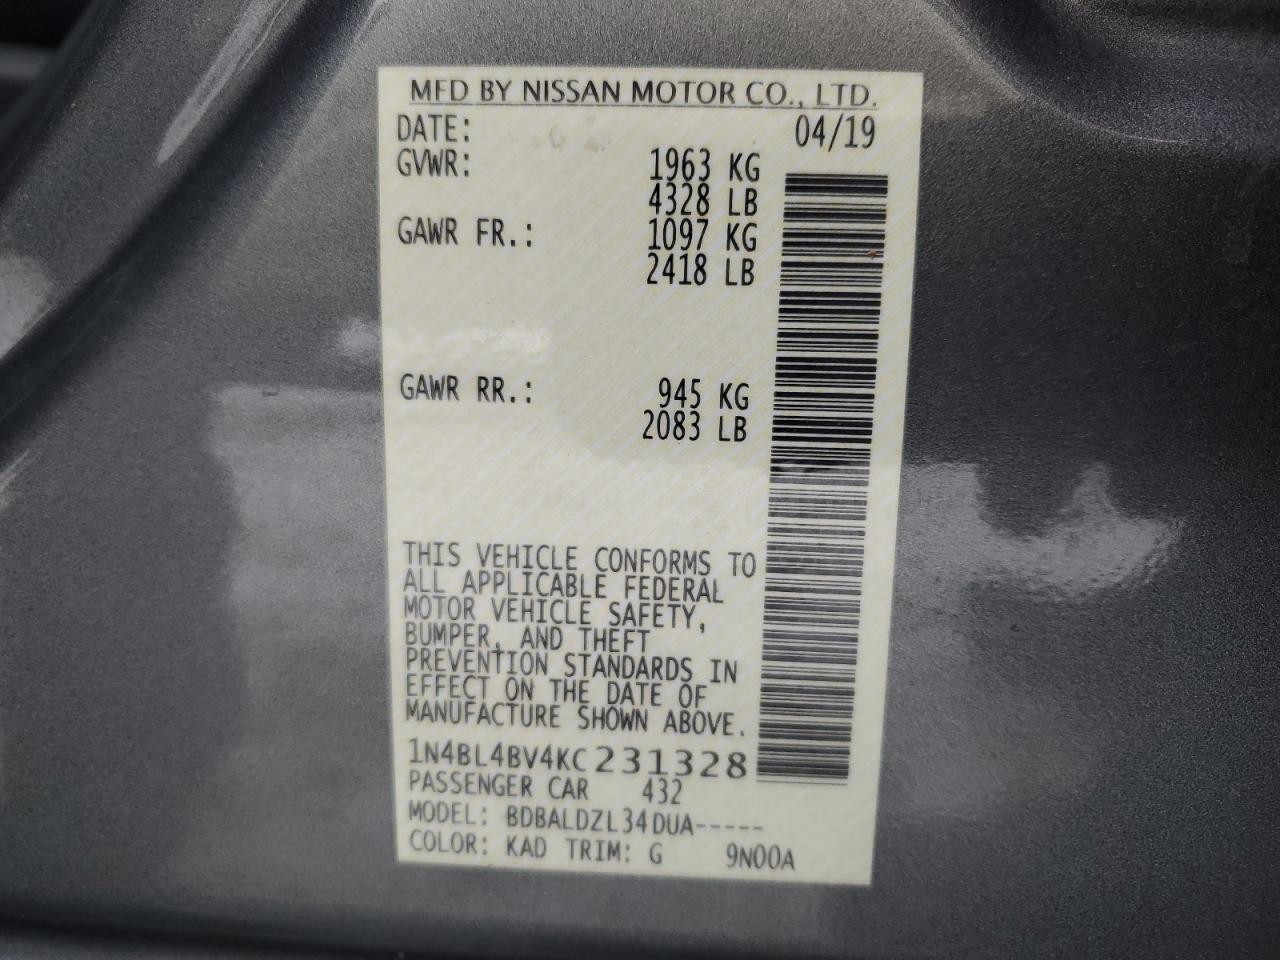 MFD BY NISSAN MOTOR CO., LTD.
DATE: 04/19
GVWR: 1963 KG
4328 LB
GAWR FR.: 1097 KG
2418 LB
GAWR RR.: 945 KG
2083 LB
THIS VEHICLE CONFORMS TO
ALL APPLICABLE FEDERAL
MOTOR VEHICLE SAFETY,
BUMPER, AND THEFT
PREVENTION STANDARDS IN
EFFECT ON THE DATE OF
MANUFACTURE SHOWN ABOVE.
1N4BL4BV4KC231328
PASSENGER CAR 432
MODEL: BDBALDZL34DUA-----
COLOR: KAD TRIM: G 9N00A